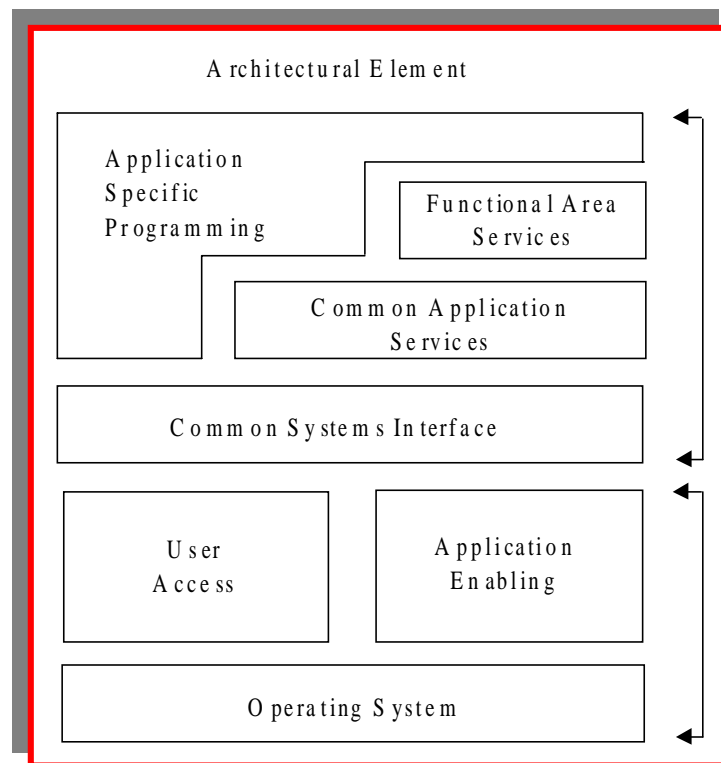 Architectural Element
Application
Specific
Programming
Functional Area
Services
Common Application
Services
Common Systems Interface
User
Access
Application
Enabling
Operating System